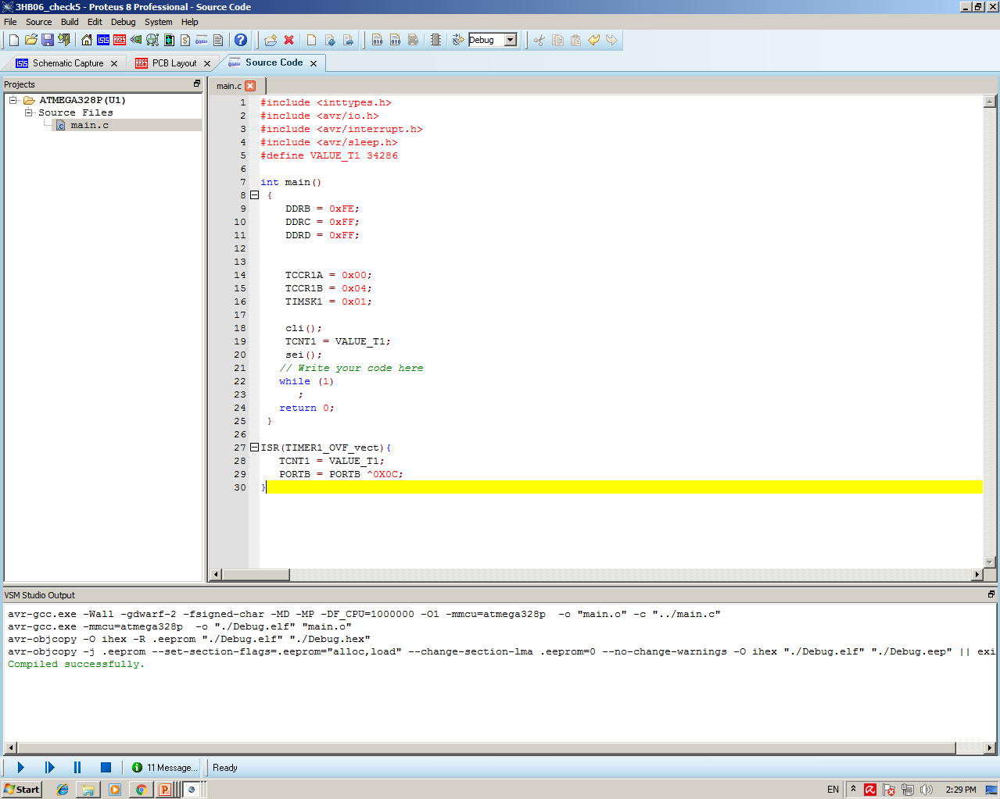 3HB06_check5 - Proteus 8 Professional - Source Code
File Source Build Edit Debug System Help
Debug
Schematic Capture PCB Layout Source Code
Projects
ATMEGA328P(U1)
Source Files
main.c
main.c
1 #include <inttypes.h>
2 #include <avr/io.h>
3 #include <avr/interrupt.h>
4 #include <avr/sleep.h>
5 #define VALUE_T1 34286
6
7 int main()
8 {
9 DDRB = 0xFE;
10 DDRC = 0xFF;
11 DDRD = 0xFF;
12
13
14 TCCR1A = 0x00;
15 TCCR1B = 0x04;
16 TIMSK1 = 0x01;
17
18 cli();
19 TCNT1 = VALUE_T1;
20 sei();
21 // Write your code here
22 while (1)
23 ;
24 return 0;
25 }
26
27 ISR(TIMER1_OVF_vect){
28 TCNT1 = VALUE_T1;
29 PORTB = PORTB ^0X0C;
30 }
VSM Studio Output
avr-gcc.exe -Wall -gdwarf-2 -fsigned-char -MD -MP -DF_CPU=1000000 -O1 -mmcu=atmega328p -o "main.o" -c "../main.c"
avr-gcc.exe -mmcu=atmega328p -o "./Debug.elf" "main.o"
avr-objcopy -O ihex -R .eeprom "./Debug.elf" "./Debug.hex"
avr-objcopy -j .eeprom --set-section-flags=.eeprom="alloc,load" --change-section-lma .eeprom=0 --no-change-warnings -O ihex "./Debug.elf" "./Debug.eep" || exi
Compiled successfully.
11 Message... Ready
Start EN 2:29 PM